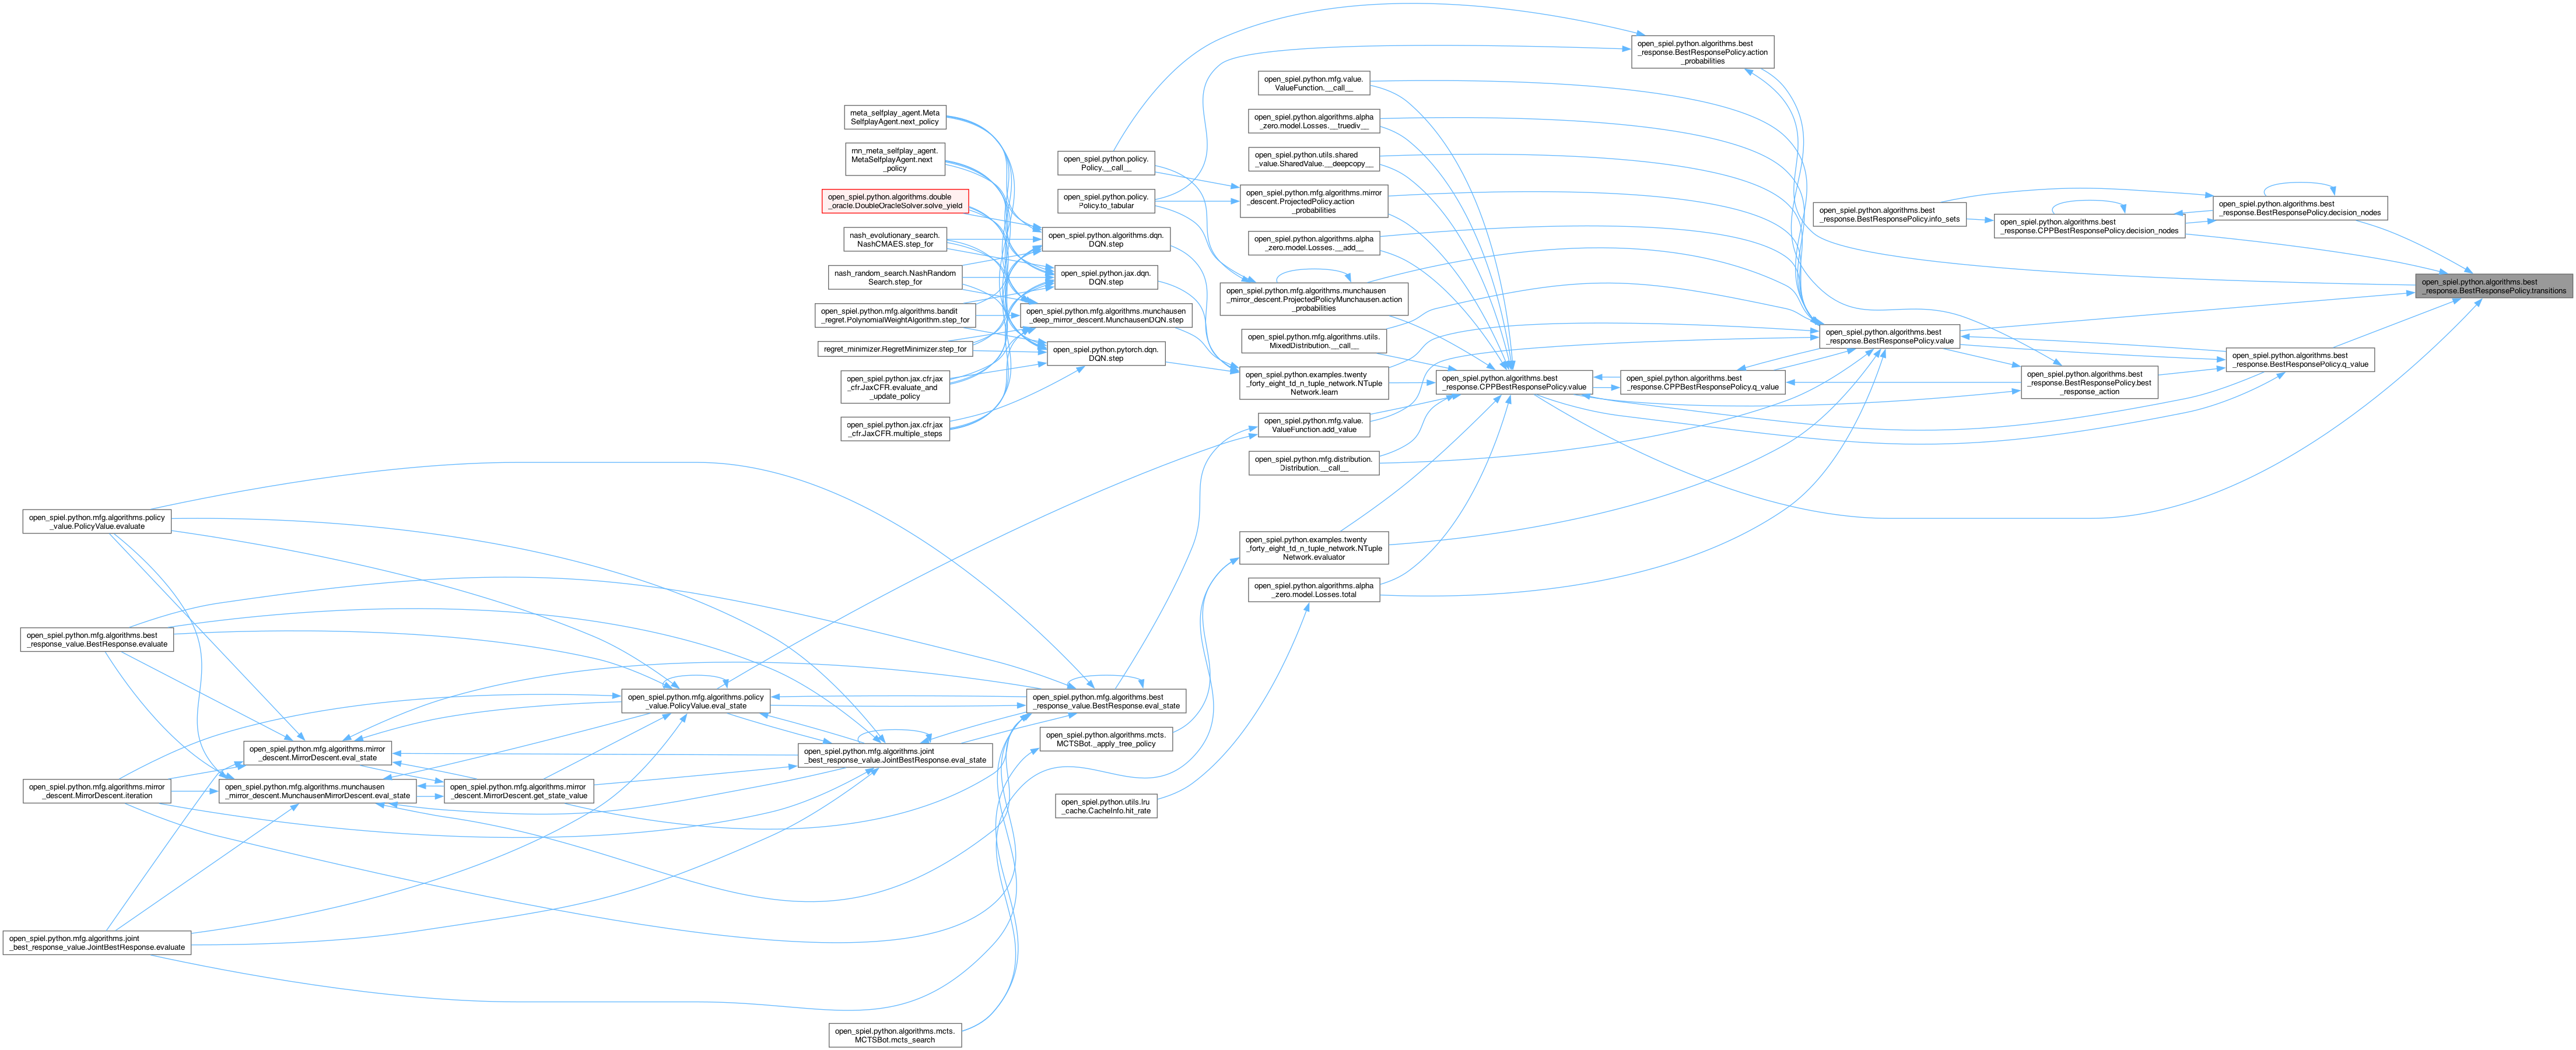 open_spiel.python.algorithms.best
_response.BestResponsePolicy.action
_probabilities
open_spiel.python.mfg.value.
ValueFunction.__call__
open_spiel.python.algorithms.alpha
_zero.model.Losses.__truediv__
open_spiel.python.utils.shared
_value.SharedValue.__deepcopy__
open_spiel.python.mfg.algorithms.mirror
_descent.ProjectedPolicy.action
_probabilities
open_spiel.python.algorithms.alpha
_zero.model.Losses.__add__
open_spiel.python.mfg.algorithms.munchausen
_mirror_descent.ProjectedPolicyMunchausen.action
_probabilities
open_spiel.python.mfg.algorithms.utils.
MixedDistribution.__call__
open_spiel.python.examples.twenty
_forty_eight_td_n_tuple_network.NTuple
Network.learn
open_spiel.python.mfg.value.
ValueFunction.add_value
open_spiel.python.mfg.distribution.
Distribution.__call__
open_spiel.python.examples.twenty
_forty_eight_td_n_tuple_network.NTuple
Network.evaluator
open_spiel.python.algorithms.alpha
_zero.model.Losses.total
meta_selfplay_agent.Meta
SelfplayAgent.next_policy
rnn_meta_selfplay_agent.
MetaSelfplayAgent.next
_policy
open_spiel.python.algorithms.double
_oracle.DoubleOracleSolver.solve_yield
nash_evolutionary_search.
NashCMAES.step_for
nash_random_search.NashRandom
Search.step_for
open_spiel.python.mfg.algorithms.bandit
_regret.PolynomialWeightAlgorithm.step_for
regret_minimizer.RegretMinimizer.step_for
open_spiel.python.jax.cfr.jax
_cfr.JaxCFR.evaluate_and
_update_policy
open_spiel.python.jax.cfr.jax
_cfr.JaxCFR.multiple_steps
open_spiel.python.policy.
Policy.__call__
open_spiel.python.policy.
Policy.to_tabular
open_spiel.python.algorithms.dqn.
DQN.step
open_spiel.python.jax.dqn.
DQN.step
open_spiel.python.mfg.algorithms.munchausen
_deep_mirror_descent.MunchausenDQN.step
open_spiel.python.pytorch.dqn.
DQN.step
open_spiel.python.algorithms.best
_response.CPPBestResponsePolicy.value
open_spiel.python.algorithms.best
_response.CPPBestResponsePolicy.q_value
open_spiel.python.algorithms.best
_response.BestResponsePolicy.value
open_spiel.python.algorithms.best
_response.BestResponsePolicy.info_sets
open_spiel.python.algorithms.best
_response.CPPBestResponsePolicy.decision_nodes
open_spiel.python.algorithms.best
_response.BestResponsePolicy.decision_nodes
open_spiel.python.algorithms.best
_response.BestResponsePolicy.transitions
open_spiel.python.algorithms.best
_response.BestResponsePolicy.q_value
open_spiel.python.algorithms.best
_response.BestResponsePolicy.best
_response_action
open_spiel.python.mfg.algorithms.policy
_value.PolicyValue.evaluate
open_spiel.python.mfg.algorithms.best
_response_value.BestResponse.evaluate
open_spiel.python.mfg.algorithms.policy
_value.PolicyValue.eval_state
open_spiel.python.mfg.algorithms.best
_response_value.BestResponse.eval_state
open_spiel.python.mfg.algorithms.mirror
_descent.MirrorDescent.eval_state
open_spiel.python.mfg.algorithms.joint
_best_response_value.JointBestResponse.eval_state
open_spiel.python.algorithms.mcts.
MCTSBot._apply_tree_policy
open_spiel.python.mfg.algorithms.mirror
_descent.MirrorDescent.iteration
open_spiel.python.mfg.algorithms.munchausen
_mirror_descent.MunchausenMirrorDescent.eval_state
open_spiel.python.mfg.algorithms.mirror
_descent.MirrorDescent.get_state_value
open_spiel.python.utils.lru
_cache.CacheInfo.hit_rate
open_spiel.python.mfg.algorithms.joint
_best_response_value.JointBestResponse.evaluate
open_spiel.python.algorithms.mcts.
MCTSBot.mcts_search